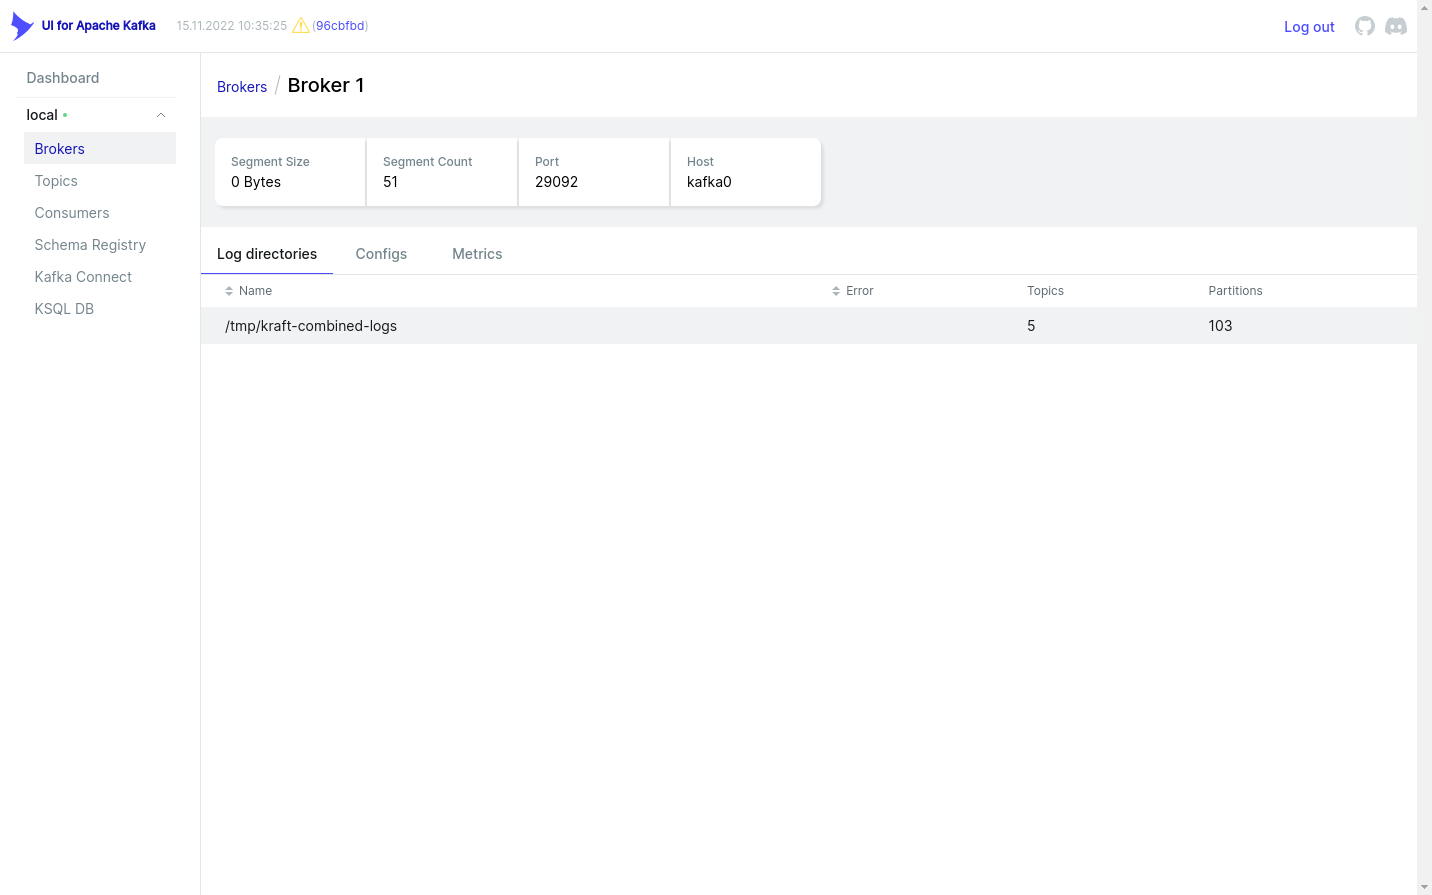 UI for Apache Kafka 15.11.2022 10:35:25 (96cbfbd) Log out
Dashboard
local
Brokers
Topics
Consumers
Schema Registry
Kafka Connect
KSQL DB
Brokers / Broker 1
Segment Size Segment Count Port Host
0 Bytes 51 29092 kafka0
Log directories Configs Metrics
Name Error Topics Partitions
/tmp/kraft-combined-logs 5 103